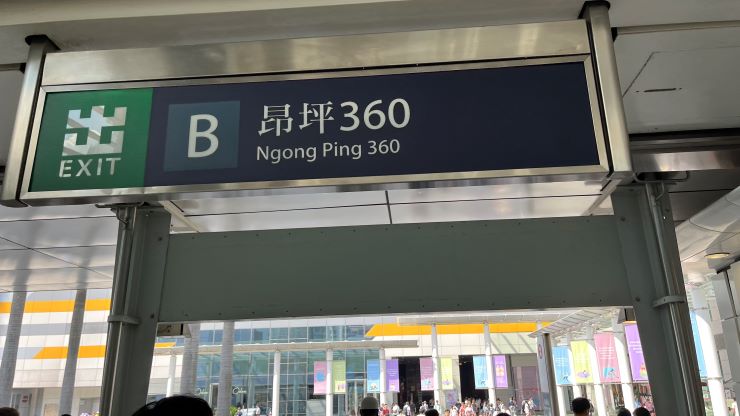 出
EXIT
B
昂坪360
Ngong Ping 360